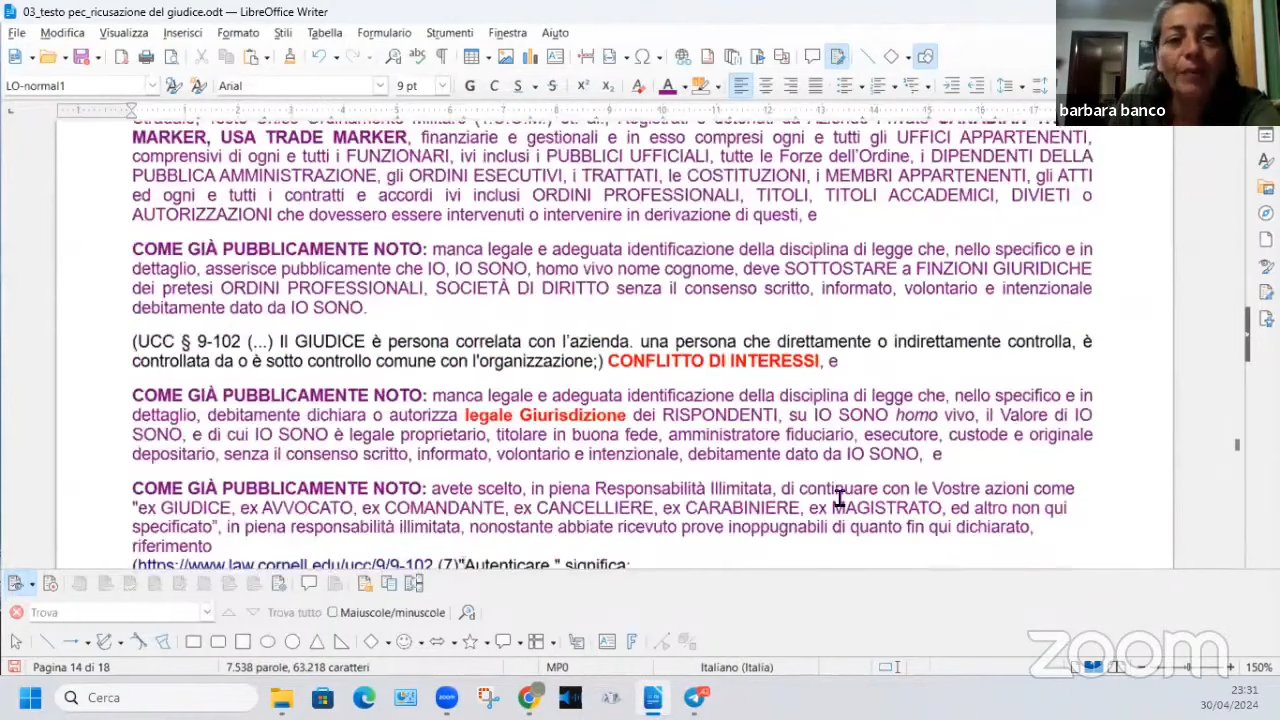 03_testo pec_ricusazione del giudice.odt — LibreOffice Writer
File Modifica Visualizza Inserisci Formato Stili Tabella Formulario Strumenti Finestra Aiuto
LO-normal1 Arial 9 pt G C S
barbara banco
MARKER, USA TRADE MARKER, finanziarie e gestionali e in esso compresi ogni e tutti gli UFFICI APPARTENENTI,
comprensivi di ogni e tutti i FUNZIONARI, ivi inclusi i PUBBLICI UFFICIALI, tutte le Forze dell'Ordine, i DIPENDENTI DELLA
PUBBLICA AMMINISTRAZIONE, gli ORDINI ESECUTIVI, i TRATTATI, le COSTITUZIONI, i MEMBRI APPARTENENTI, gli ATTI
ed ogni e tutti i contratti e accordi ivi inclusi ORDINI PROFESSIONALI, TITOLI, TITOLI ACCADEMICI, DIVIETI o
AUTORIZZAZIONI che dovessero essere intervenuti o intervenire in derivazione di questi, e
COME GIÀ PUBBLICAMENTE NOTO: manca legale e adeguata identificazione della disciplina di legge che, nello specifico e in
dettaglio, asserisce pubblicamente che IO, IO SONO, homo vivo nome cognome, deve SOTTOSTARE a FINZIONI GIURIDICHE
dei pretesi ORDINI PROFESSIONALI, SOCIETÀ DI DIRITTO senza il consenso scritto, informato, volontario e intenzionale
debitamente dato da IO SONO.
(UCC § 9-102 (...) Il GIUDICE è persona correlata con l'azienda. una persona che direttamente o indirettamente controlla, è
controllata da o è sotto controllo comune con l'organizzazione;) CONFLITTO DI INTERESSI, e
COME GIÀ PUBBLICAMENTE NOTO: manca legale e adeguata identificazione della disciplina di legge che, nello specifico e in
dettaglio, debitamente dichiara o autorizza legale Giurisdizione dei RISPONDENTI, su IO SONO homo vivo, il Valore di IO
SONO, e di cui IO SONO è legale proprietario, titolare in buona fede, amministratore fiduciario, esecutore, custode e originale
depositario, senza il consenso scritto, informato, volontario e intenzionale, debitamente dato da IO SONO, e
COME GIÀ PUBBLICAMENTE NOTO: avete scelto, in piena Responsabilità Illimitata, di continuare con le Vostre azioni come
"ex GIUDICE, ex AVVOCATO, ex COMANDANTE, ex CANCELLIERE, ex CARABINIERE, ex MAGISTRATO, ed altro non qui
specificato", in piena responsabilità illimitata, nonostante abbiate ricevuto prove inoppugnabili di quanto fin qui dichiarato,
riferimento
(https://www.law.cornell.edu/ucc/9/9-102 (7)"Autenticare " significa:
Trova Trova tutto Maiuscole/minuscole
Pagina 14 di 18 7.538 parole, 63.218 caratteri MP0 Italiano (Italia) 150%
zoom
Cerca
23:31
30/04/2024